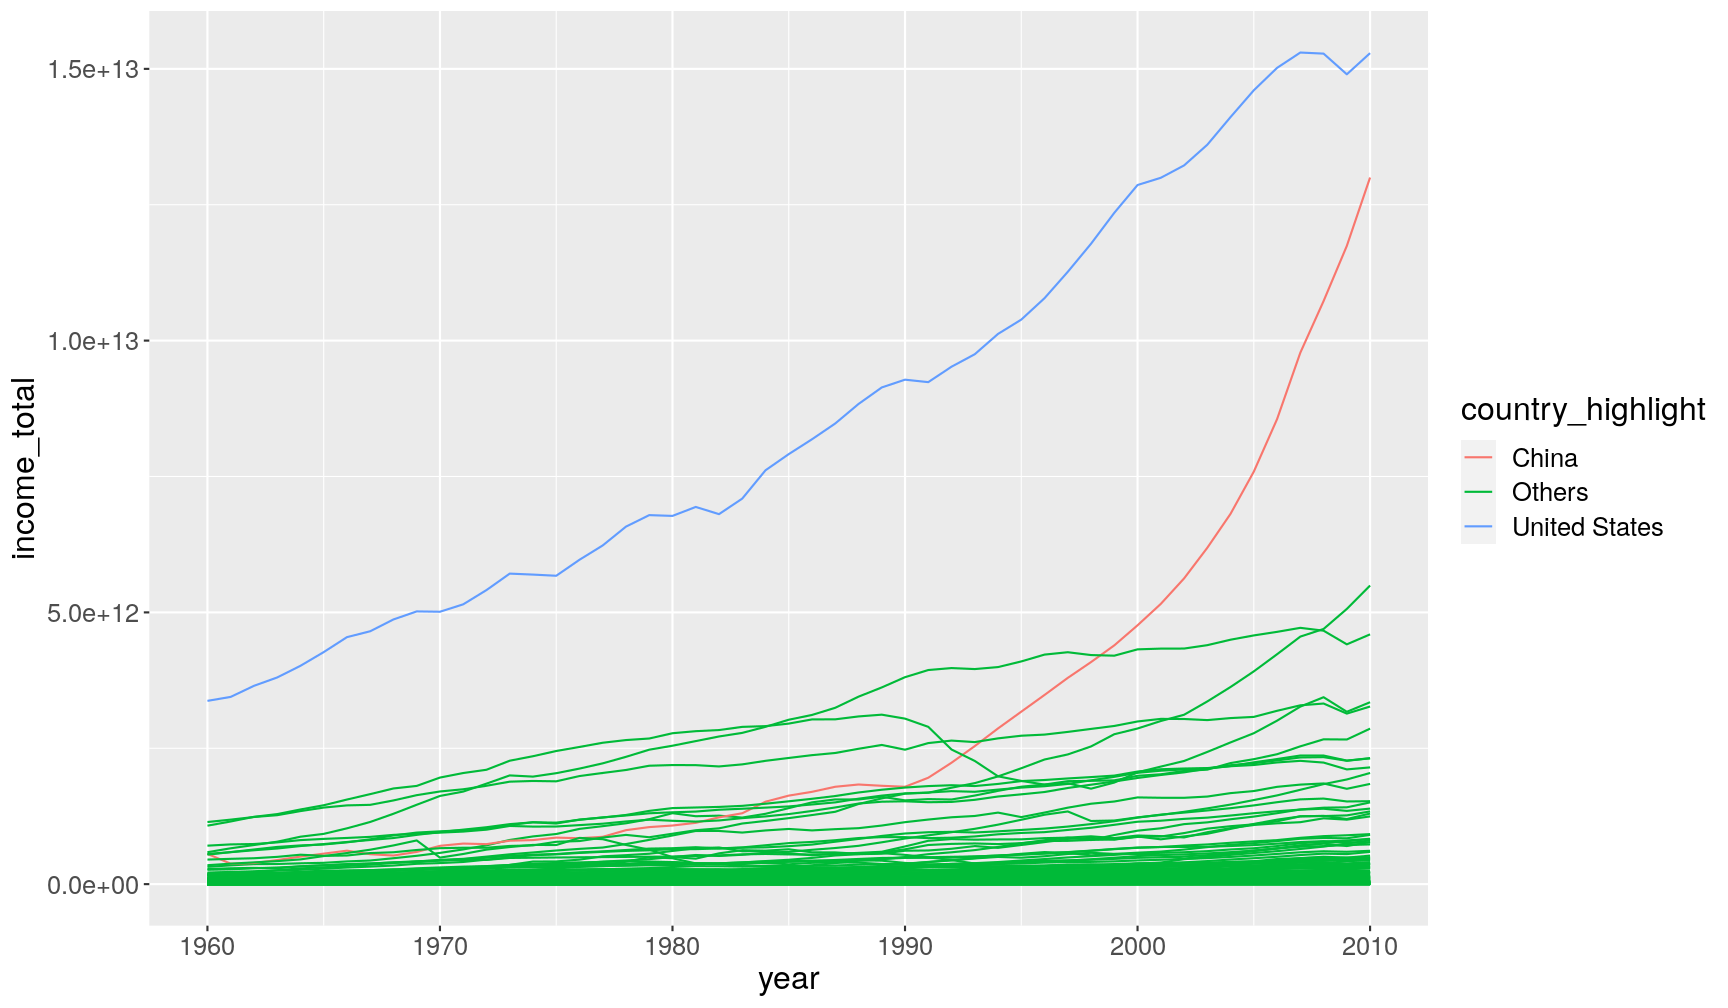 1.5e+13
1.0e+13
5.0e+12
0.0e+00
income_total
1960 1970 1980 1990 2000 2010
year
country_highlight
China
Others
United States